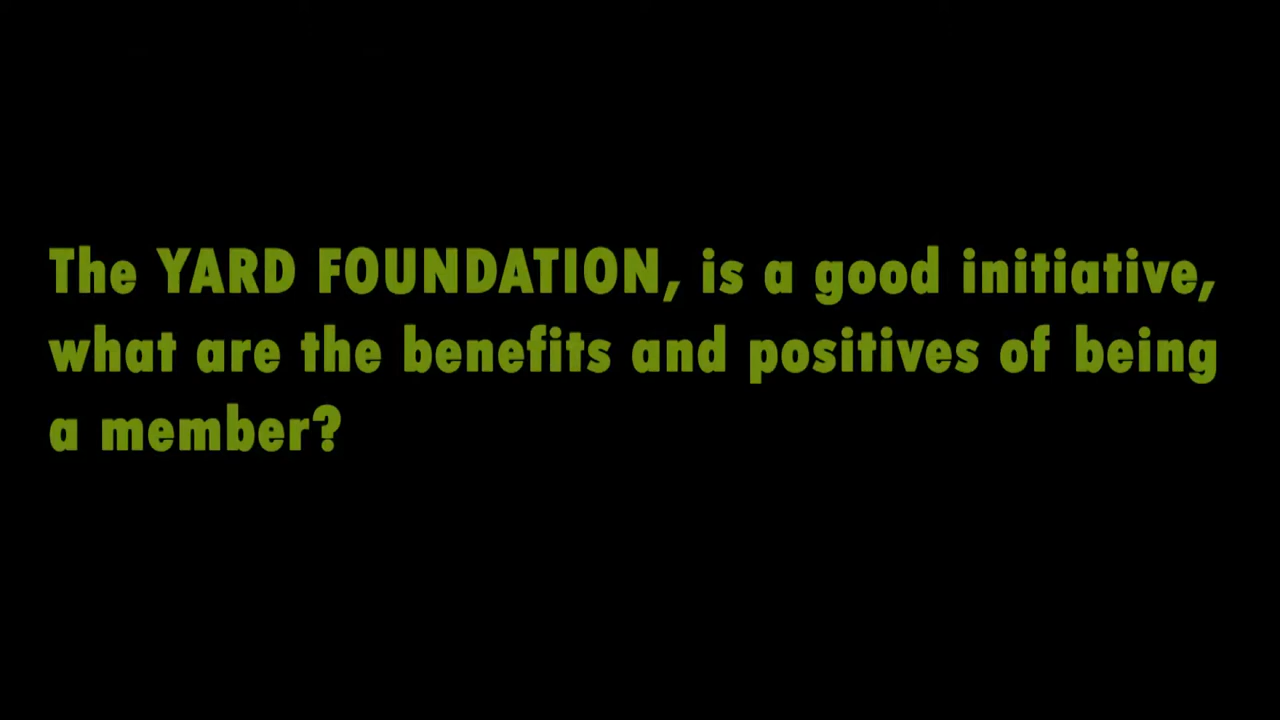 The YARD FOUNDATION, is a good initiative,
what are the benefits and positives of being
a member?